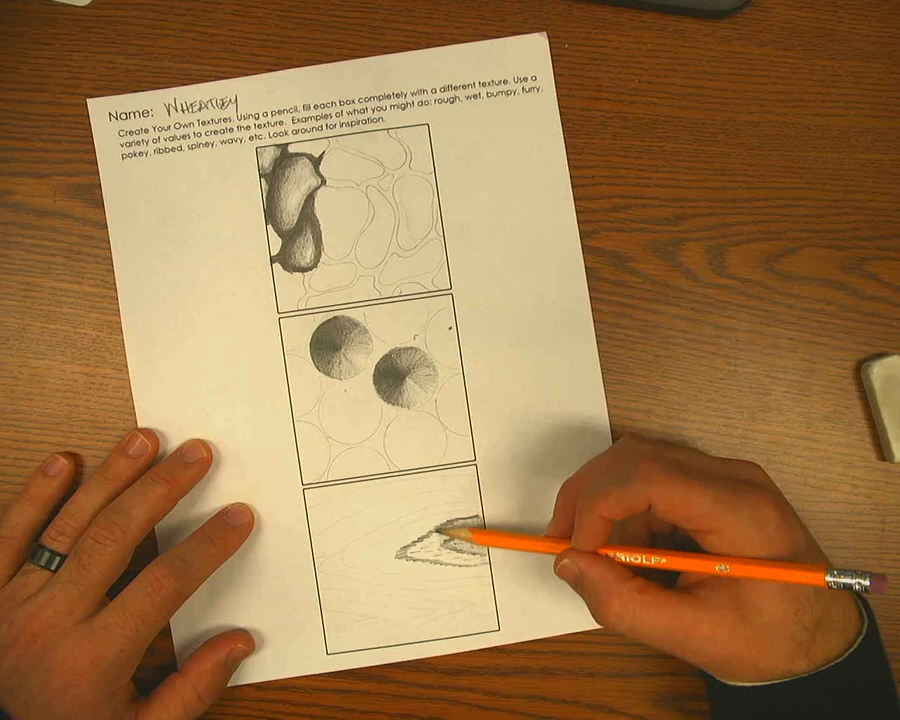 Name: WHEATLEY
Create Your Own Textures. Using a pencil, fill each box completely with a different texture. Use a
variety of values to create the texture. Examples of what you might do: rough, wet, bumpy, furry,
pokey, ribbed, spiney, wavy, etc. Look around for inspiration.